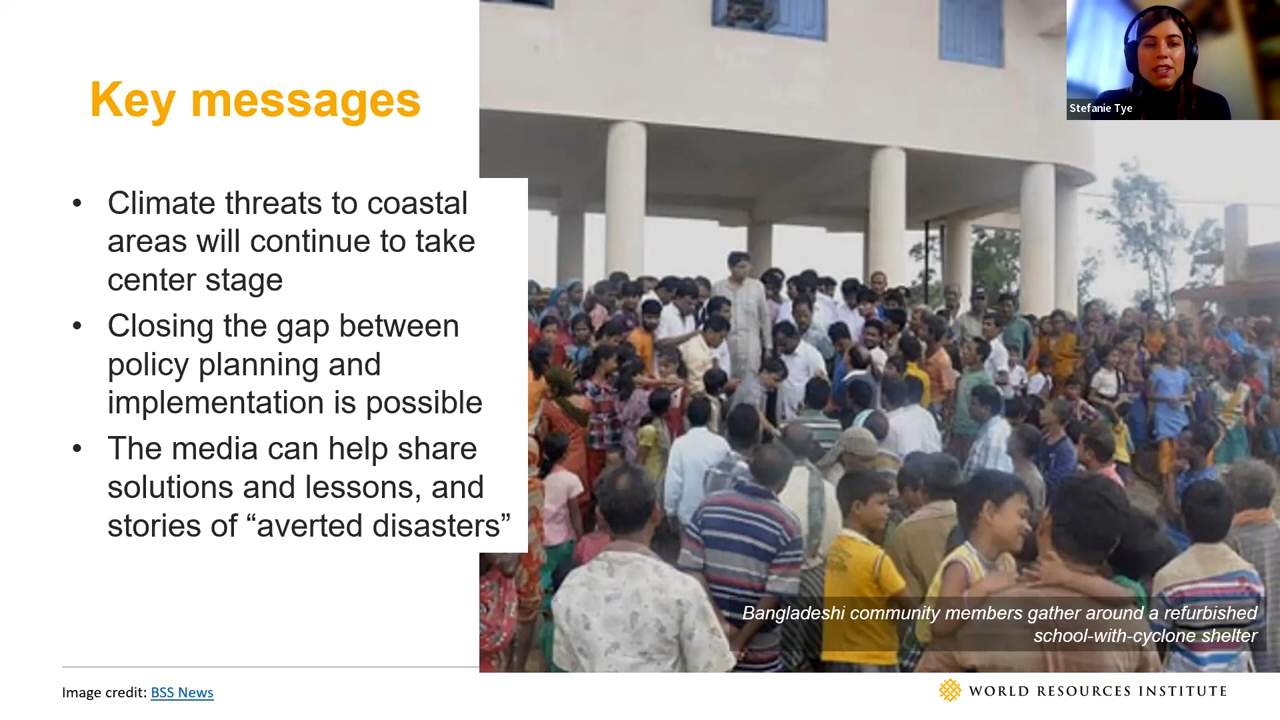 Key messages
• Climate threats to coastal
areas will continue to take
center stage
• Closing the gap between
policy planning and
implementation is possible
• The media can help share
solutions and lessons, and
stories of “averted disasters”
Stefanie Tye
Bangladeshi community members gather around a refurbished
school-with-cyclone shelter
Image credit: BSS News
WORLD RESOURCES INSTITUTE